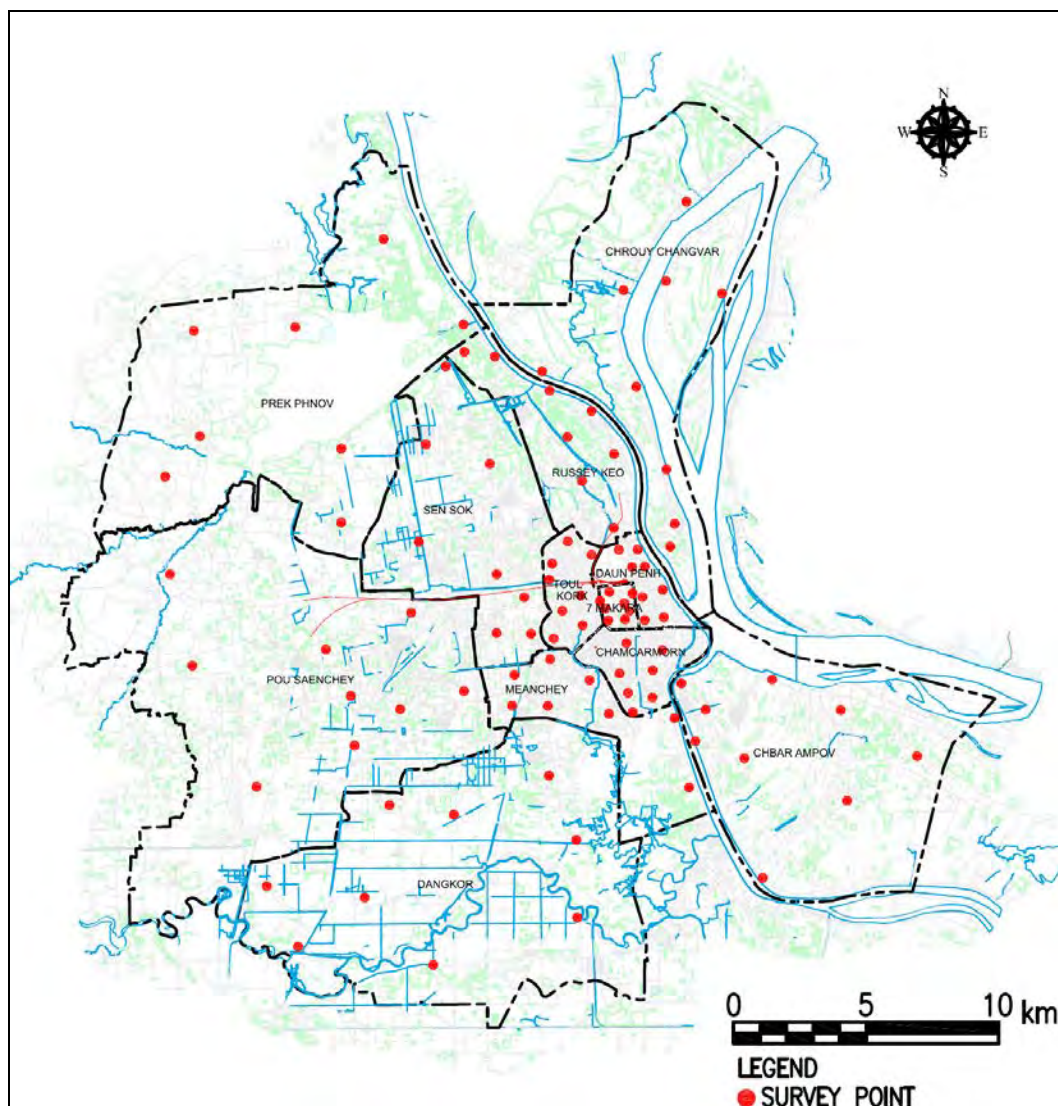 N
W E
S
CHROUY CHANGVAR
PREK PHNOV
RUSSEY KEO
SEN SOK
DAUN PENH
TOUL
KORK
7 MAKARA
CHAMCARMORN
POU SAENCHEY
MEANCHEY
CHBAR AMPOV
DANGKOR
0 5 10 km
LEGEND
SURVEY POINT